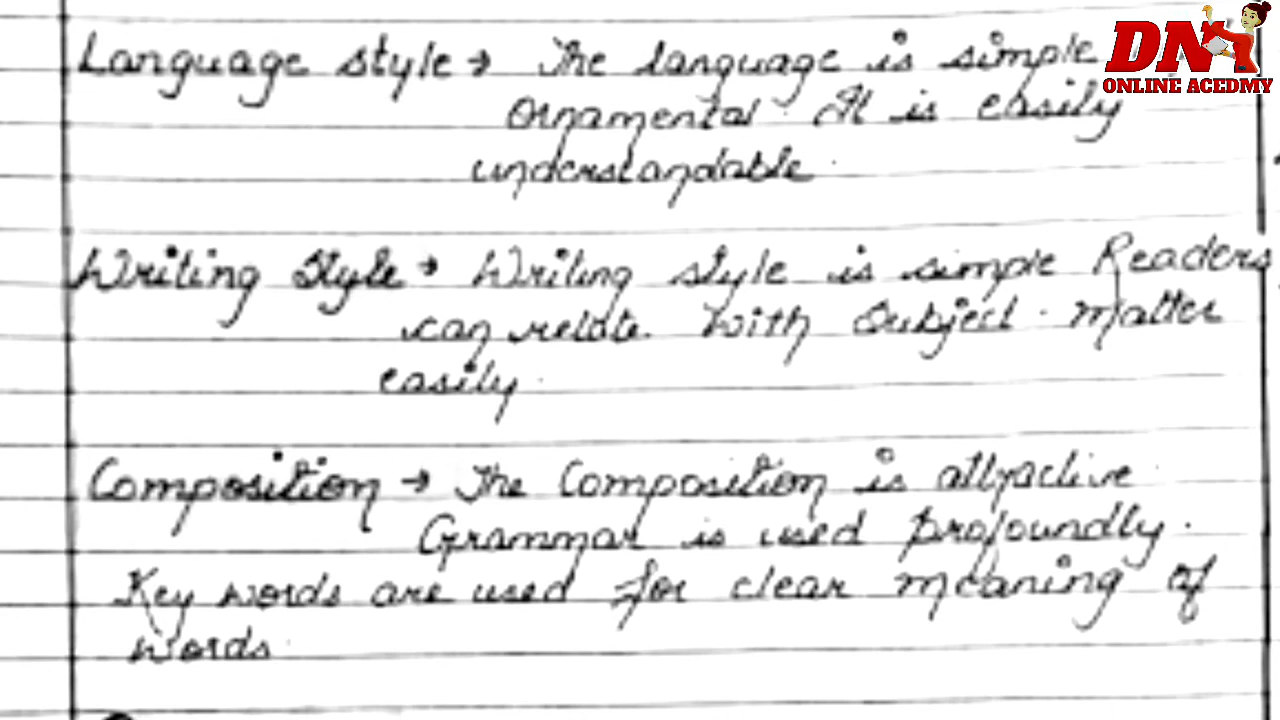 DN
ONLINE ACEDMY
Language style → The language is simple
Ornamental. It is easily
understandable.
Writing Style → Writing style is simple Readers
can relate with subject. matter
easily.
Composition → The Composition is attractive
Grammar is used profoundly.
Key words are used for clear meaning of
words.